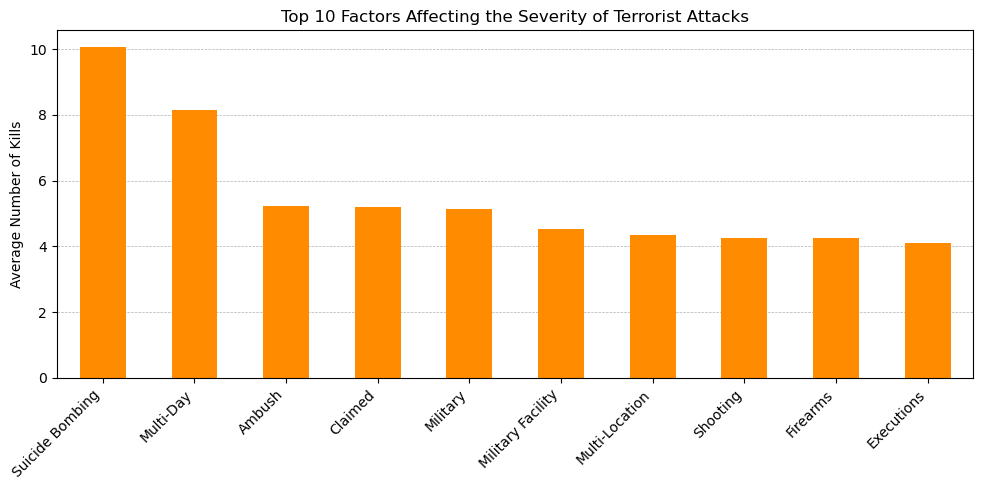 Top 10 Factors Affecting the Severity of Terrorist Attacks
Average Number of Kills
10
8
6
4
2
0
Suicide Bombing
Multi-Day
Ambush
Claimed
Military
Military Facility
Multi-Location
Shooting
Firearms
Executions